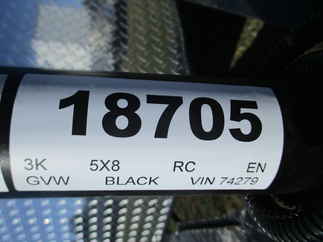 18705
3K 5X8 RC EN
GVW BLACK VIN 74279